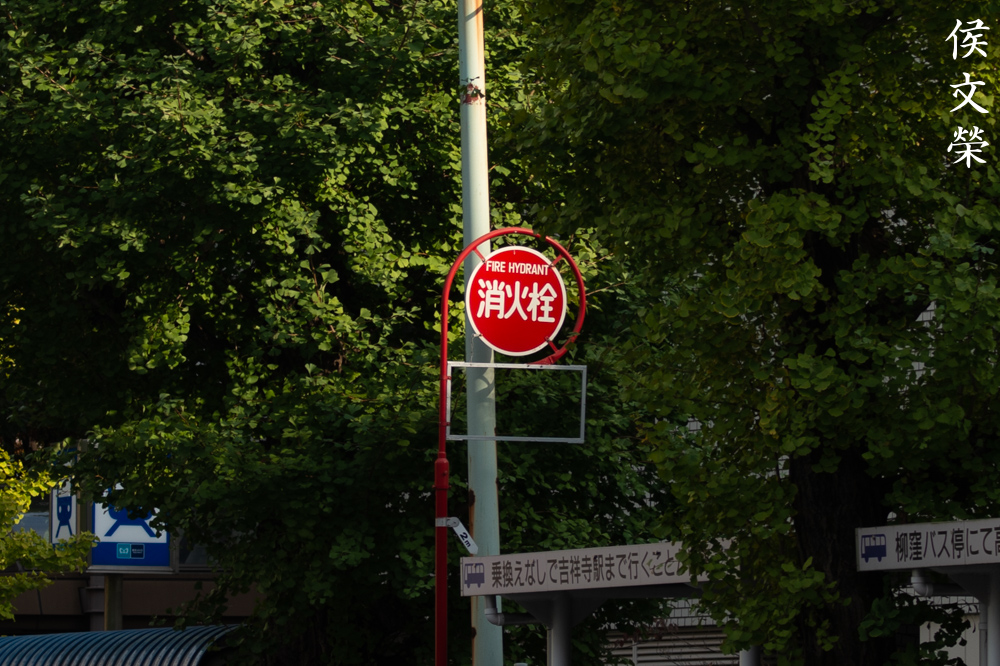 侯文榮
FIRE HYDRANT
消火栓
2m
乗換えなしで吉祥寺駅まで行くこと
柳窪バス停にて